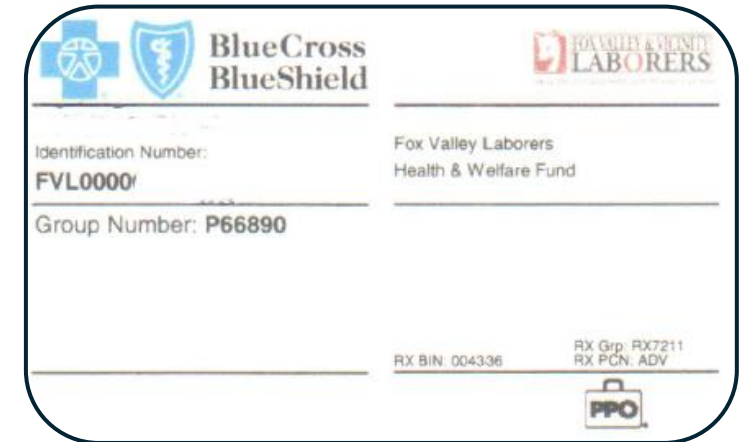 BlueCross
BlueShield
FOX VALLEY & VICINITY
LABORERS
Identification Number:
FVL0000
Group Number: P66890
Fox Valley Laborers
Health & Welfare Fund
RX BIN: 004336
RX Grp: RX7211
RX PCN: ADV
PPO